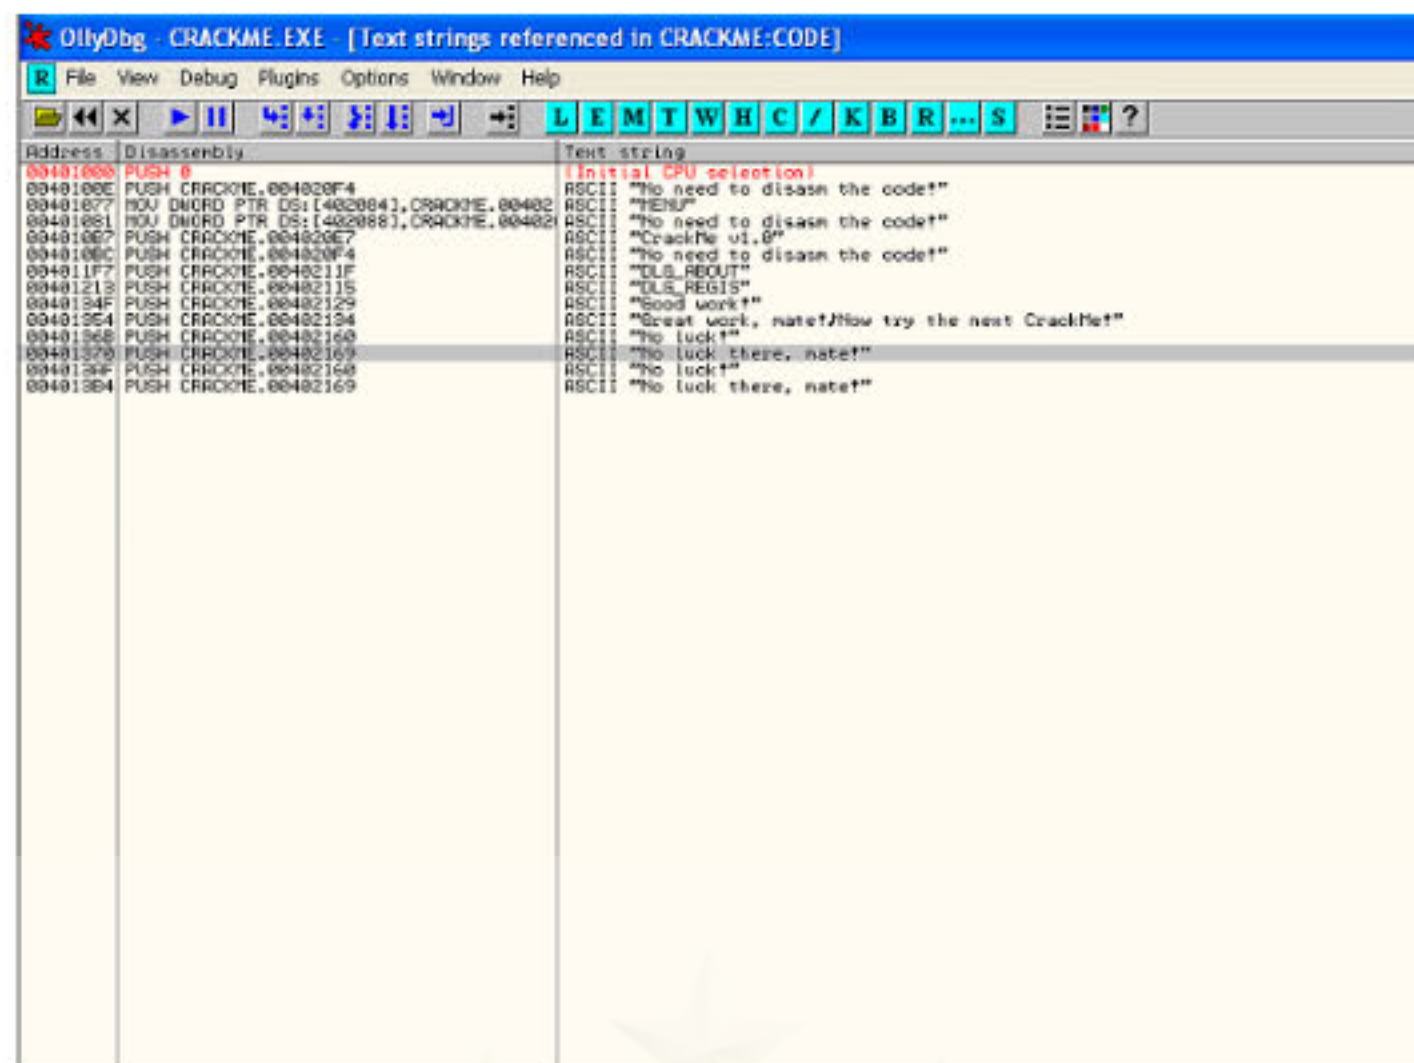 OllyDbg - CRACKME.EXE - [Text strings referenced in CRACKME:CODE]
R File View Debug Plugins Options Window Help
L E M T W H C / K B R ... S ?
Address Disassembly Text string
00401000 PUSH 0 (Initial CPU selection)
0040100E PUSH CRACKME.004020F4 ASCII "No need to disasm the code!"
00401077 MOV DWORD PTR DS:[402084],CRACKME.00402 ASCII "MENU"
00401081 MOV DWORD PTR DS:[402088],CRACKME.00402 ASCII "No need to disasm the code!"
004010B7 PUSH CRACKME.004020E7 ASCII "CrackMe v1.0"
004010BC PUSH CRACKME.004020F4 ASCII "No need to disasm the code!"
004011F7 PUSH CRACKME.0040211F ASCII "DLG_ABOUT"
00401213 PUSH CRACKME.00402115 ASCII "DLG_REGIS"
0040134F PUSH CRACKME.00402129 ASCII "Good work!"
00401354 PUSH CRACKME.00402134 ASCII "Great work, mate!♪Now try the next CrackMe!"
0040136B PUSH CRACKME.00402160 ASCII "No luck!"
00401370 PUSH CRACKME.00402169 ASCII "No luck there, mate!"
004013AF PUSH CRACKME.00402160 ASCII "No luck!"
004013B4 PUSH CRACKME.00402169 ASCII "No luck there, mate!"